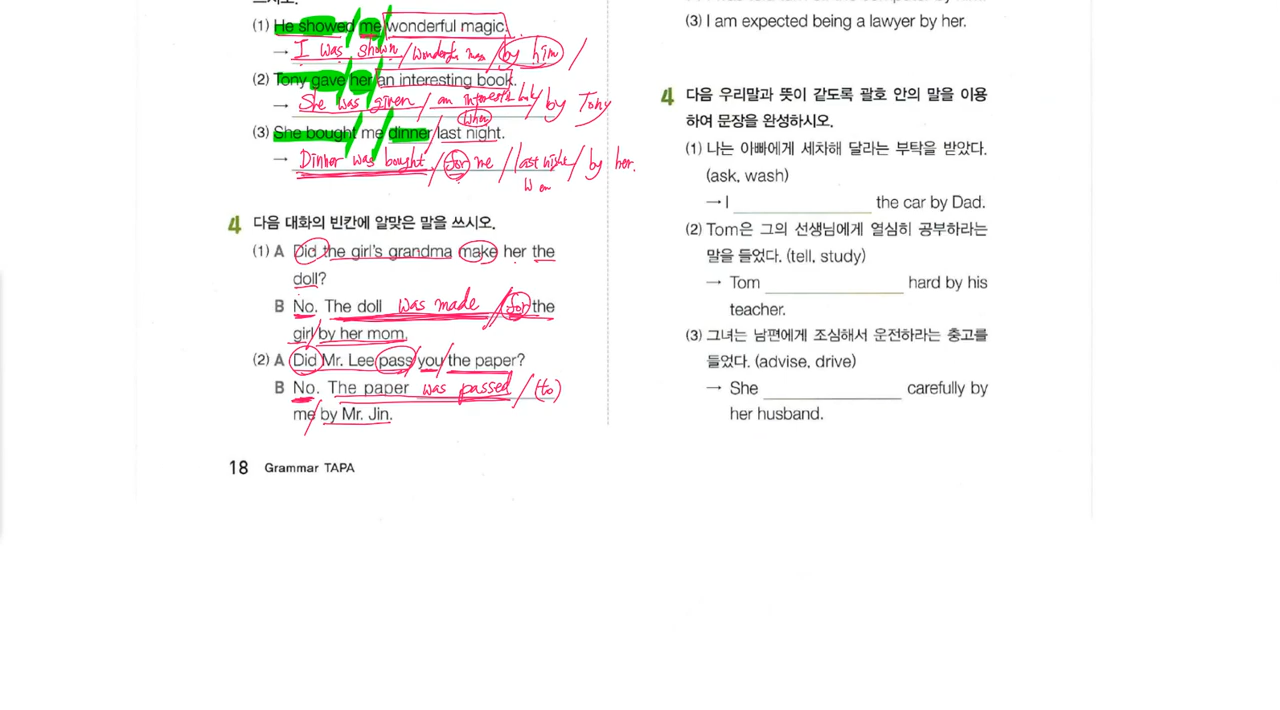 (1) He showed me wonderful magic.
→ I was shown / wonderful / by him /
(2) Tony gave her an interesting book.
→ She was given / an / by Tony
when
(3) She bought me dinner last night.
→ Dinner was bought / for me / last night / by her.
4 다음 대화의 빈칸에 알맞은 말을 쓰시오.
(1) A Did the girl's grandma make her the
doll?
B No. The doll was made / for the
girl / by her mom.
(2) A Did Mr. Lee pass / you / the paper?
B No. The paper was passed / (to)
me / by Mr. Jin.
18 Grammar TAPA
(3) I am expected being a lawyer by her.
4 다음 우리말과 뜻이 같도록 괄호 안의 말을 이용
하여 문장을 완성하시오.
(1) 나는 아빠에게 세차해 달라는 부탁을 받았다.
(ask, wash)
→ I the car by Dad.
(2) Tom은 그의 선생님에게 열심히 공부하라는
말을 들었다. (tell, study)
→ Tom hard by his
teacher.
(3) 그녀는 남편에게 조심해서 운전하라는 충고를
들었다. (advise, drive)
→ She carefully by
her husband.